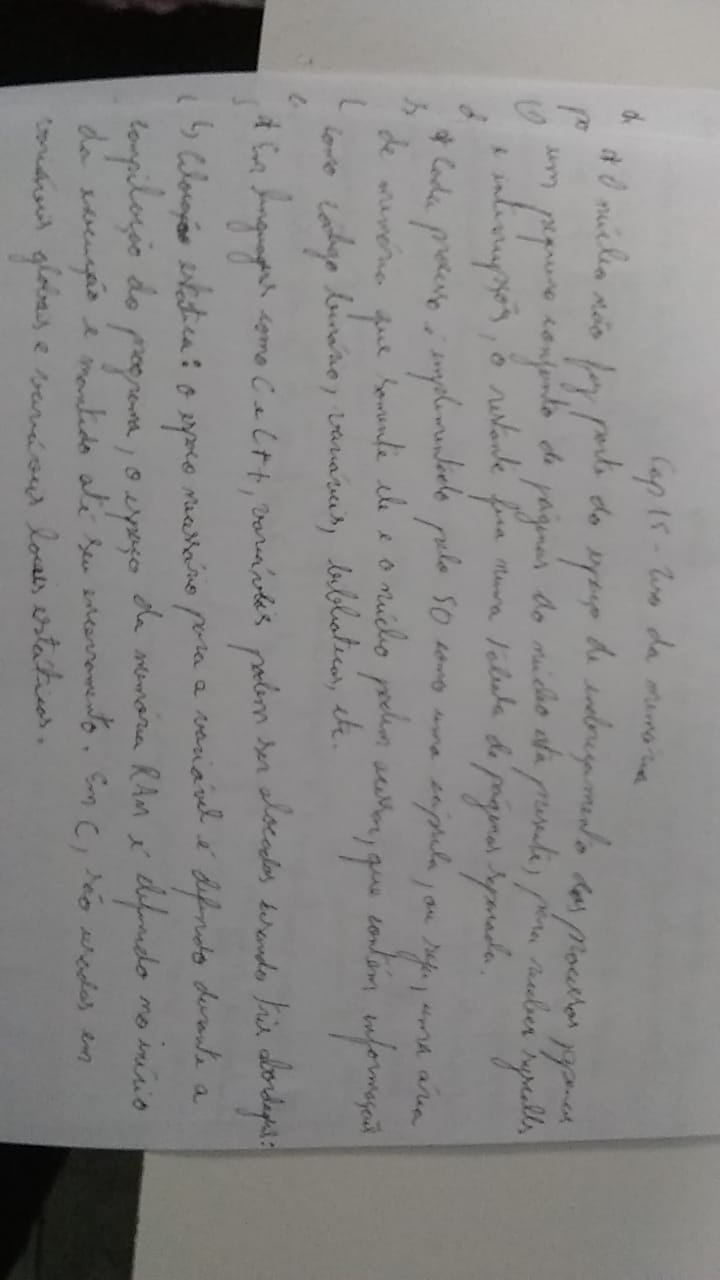 Cap 15 - Uso da memória
* O núcleo não faz parte do espaço de endereçamento dos processos, apenas
um pequeno conjunto de páginas do núcleo está presente, para receber syscalls
e interrupções, o restante fica numa tabela de páginas separada.
* Cada processo é implementado pelo SO como uma cápsula, ou seja, uma área
de memória que somente ele e o núcleo podem acessar, que contém informações
como código binário, variáveis, bibliotecas, etc.
* Em linguagens como C e C++, variáveis podem ser alocadas usando três abordagens:
↳ Alocação estática: o espaço necessário para a variável é definido durante a
compilação do programa, o espaço da memória RAM é definido no início
da execução e mantido até seu encerramento. Em C, são usadas em
variáveis globais e variáveis locais estáticas.